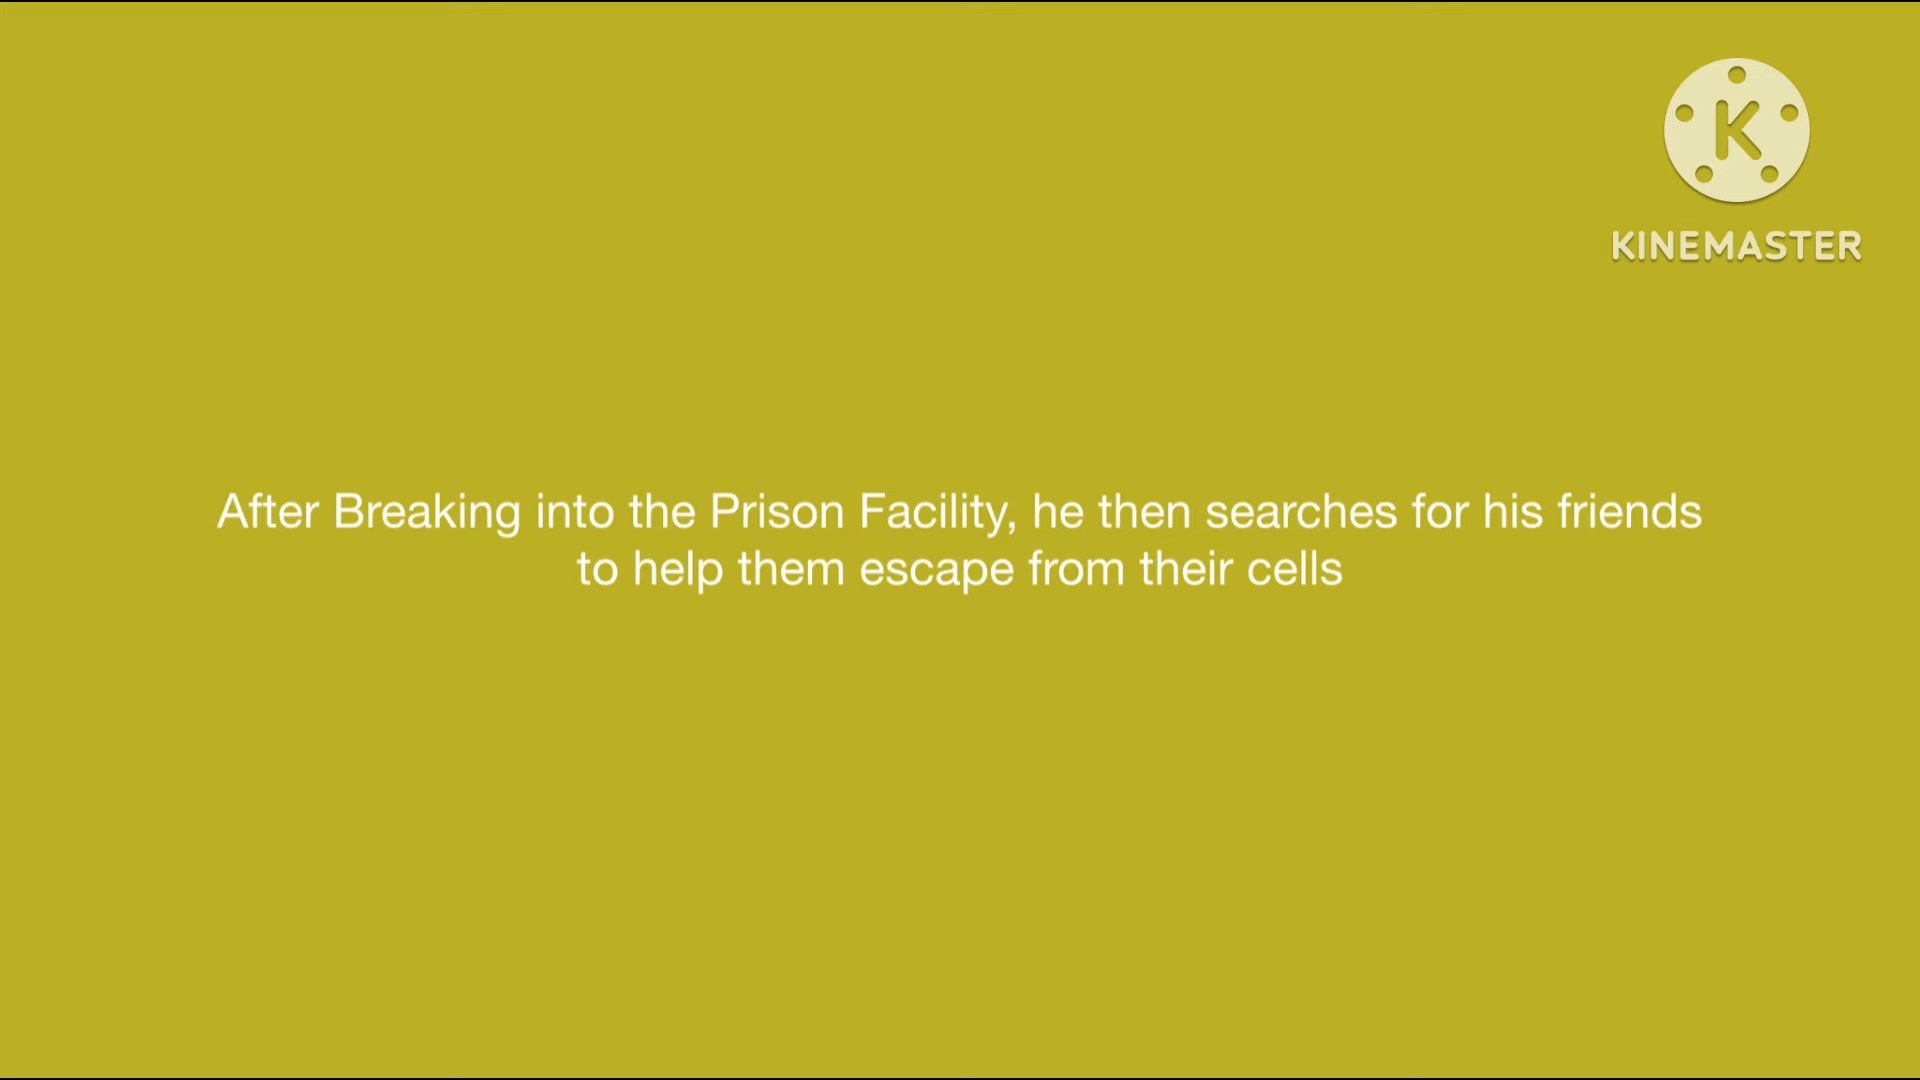 K
KINEMASTER
After Breaking into the Prison Facility, he then searches for his friends
to help them escape from their cells